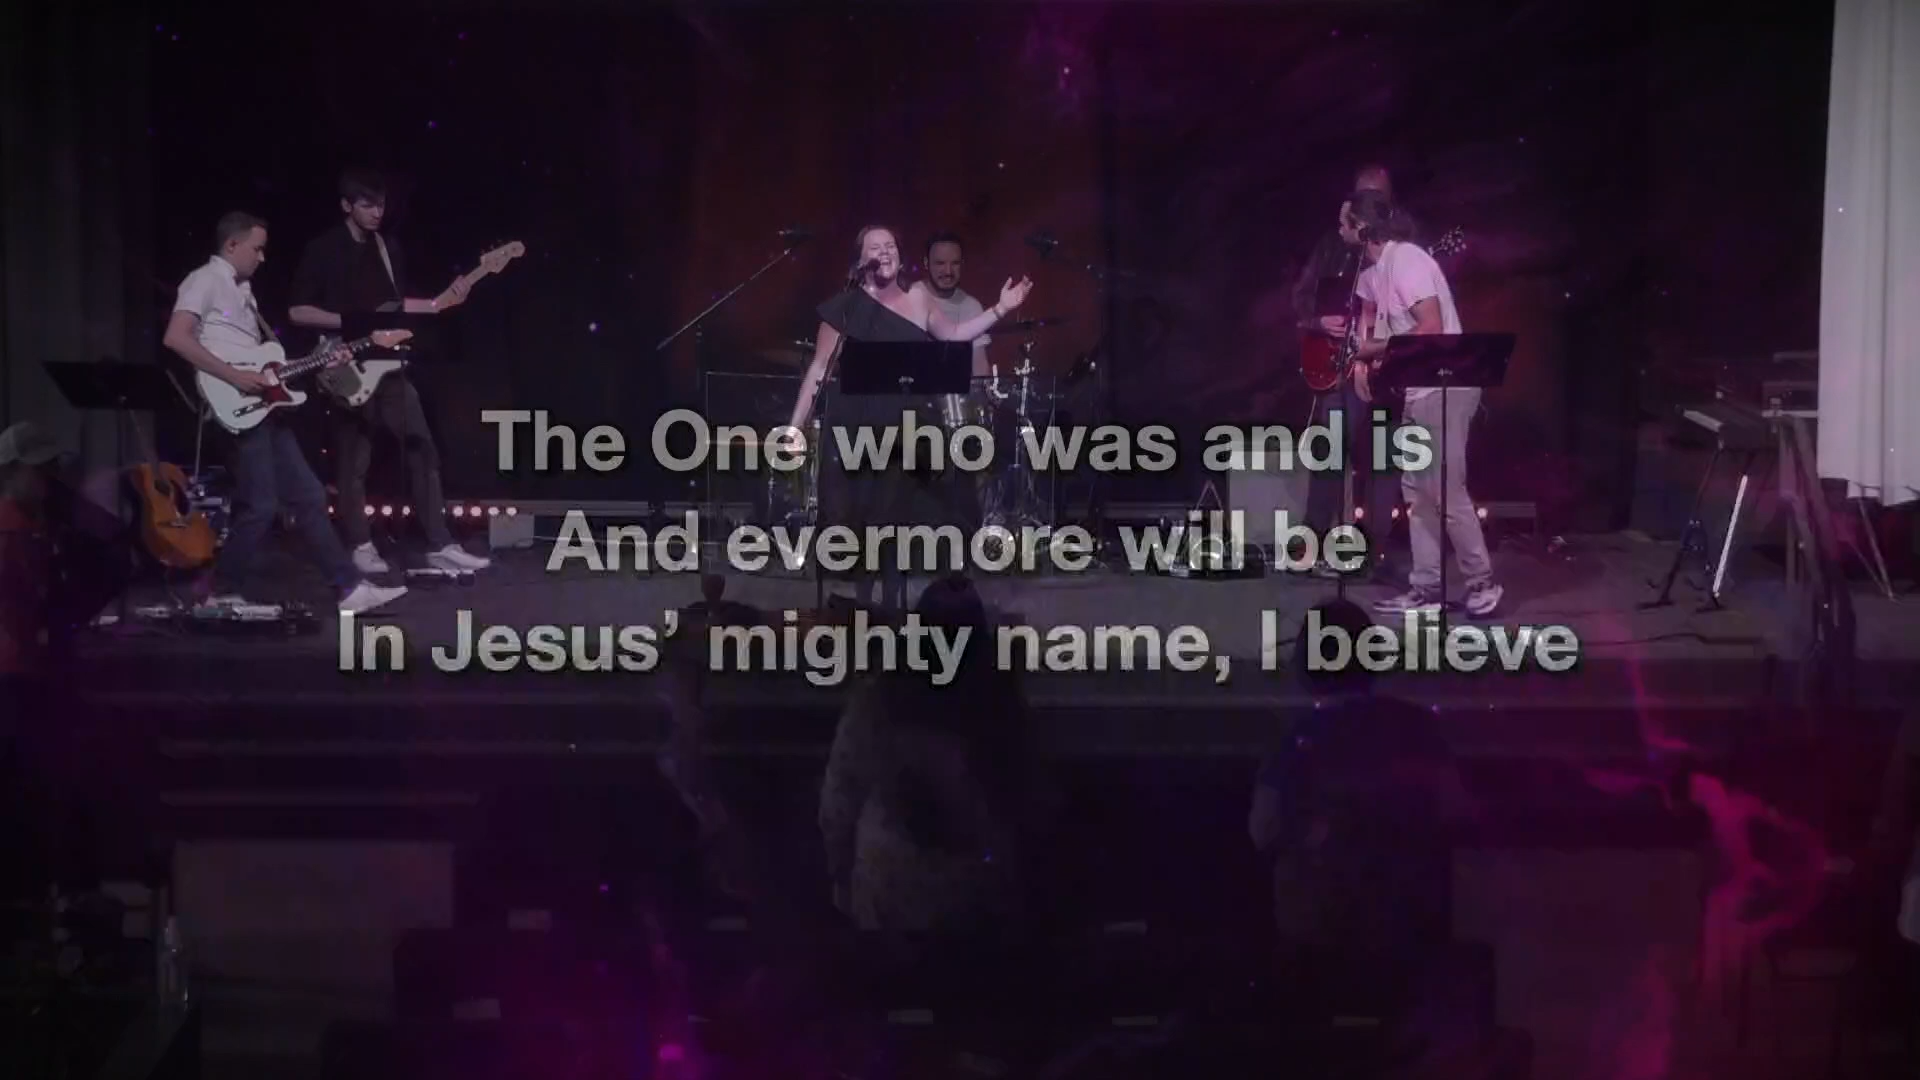 The One who was and is
And evermore will be
In Jesus’ mighty name, I believe